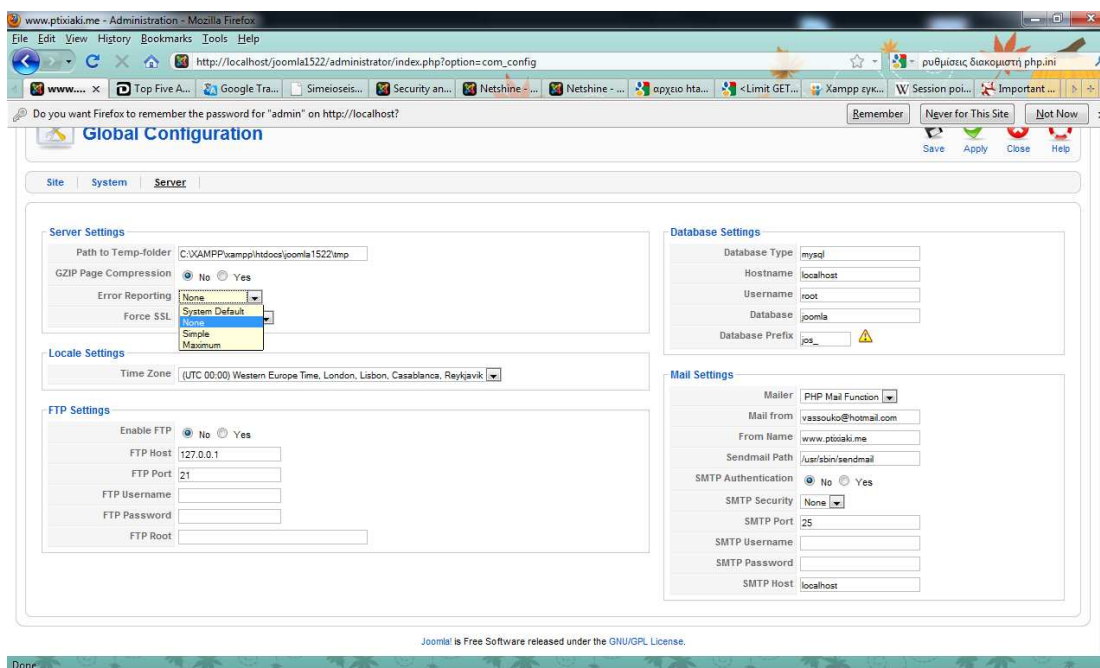 www.ptixiaki.me - Administration - Mozilla Firefox
File Edit View History Bookmarks Tools Help
http://localhost/joomla1522/administrator/index.php?option=com_config
ρυθμίσεις διακομιστή php.ini
www.... Top Five A... Google Tra... Simeioseis... Security an... Netshine - ... Netshine - ... αρχειο hta... <Limit GET... Xampp εγκ... Session poi... Important ...
Do you want Firefox to remember the password for "admin" on http://localhost? Remember Never for This Site Not Now
Global Configuration
Save Apply Close Help
Site System Server
Server Settings
Path to Temp-folder C:\XAMPP\xampp\htdocs\joomla1522\tmp
GZIP Page Compression No Yes
Error Reporting None
System Default
Force SSL
None
Simple
Maximum
Locale Settings
Time Zone (UTC 00:00) Western Europe Time, London, Lisbon, Casablanca, Reykjavik
FTP Settings
Enable FTP No Yes
FTP Host 127.0.0.1
FTP Port 21
FTP Username
FTP Password
FTP Root
Database Settings
Database Type mysql
Hostname localhost
Username root
Database joomla
Database Prefix jos_
Mail Settings
Mailer PHP Mail Function
Mail from vassouko@hotmail.com
From Name www.ptixiaki.me
Sendmail Path /usr/sbin/sendmail
SMTP Authentication No Yes
SMTP Security None
SMTP Port 25
SMTP Username
SMTP Password
SMTP Host localhost
Joomla! is Free Software released under the GNU/GPL License.
Done